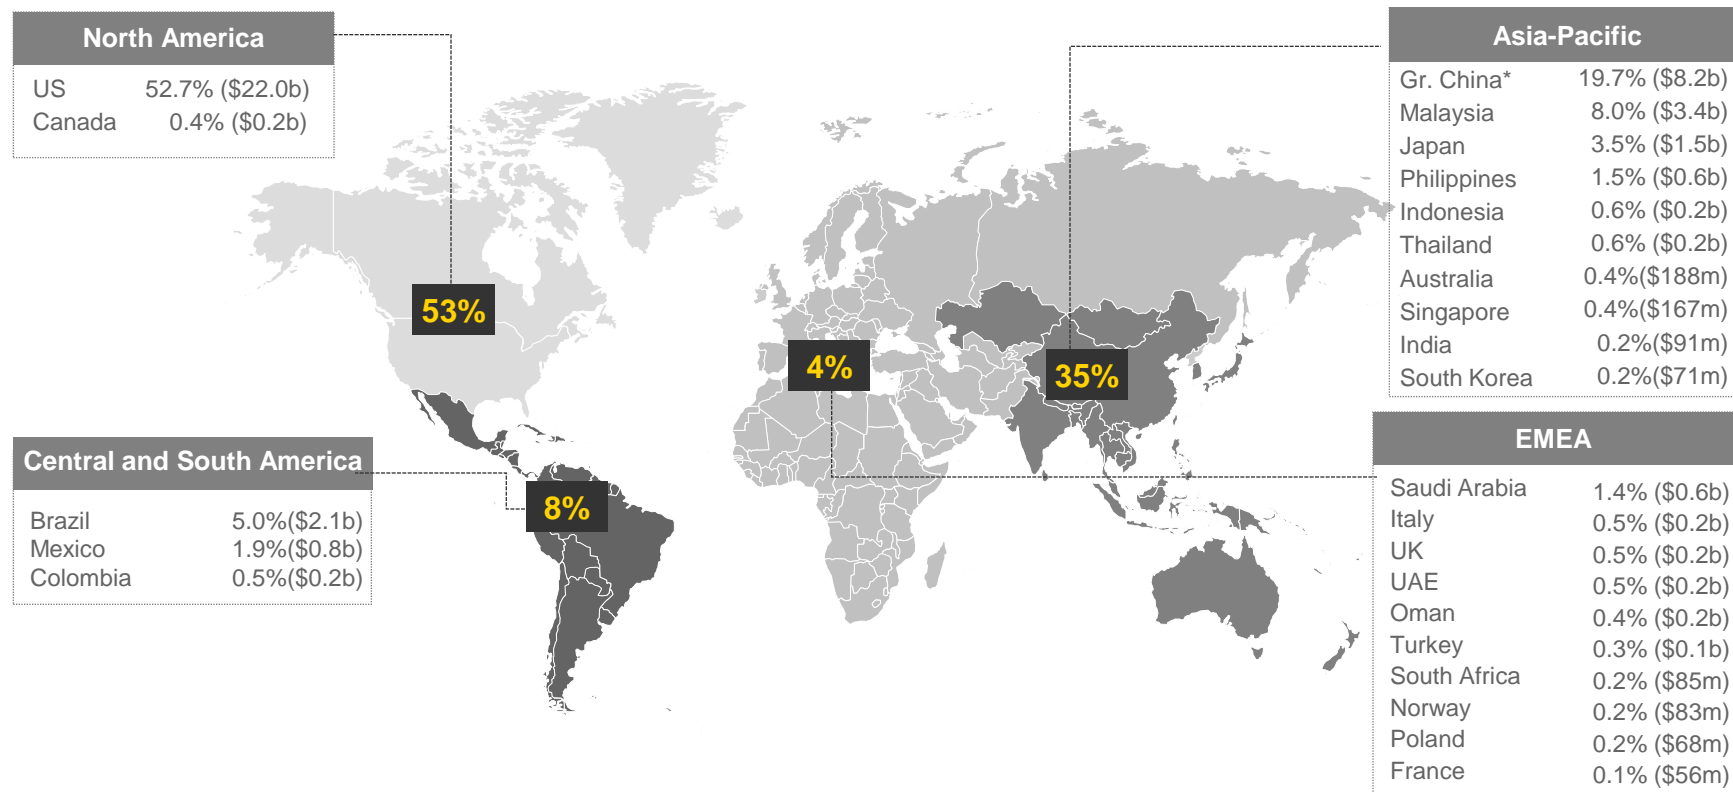 North America
US 52.7% ($22.0b)
Canada 0.4% ($0.2b)
53%
Central and South America
Brazil 5.0%($2.1b)
Mexico 1.9%($0.8b)
Colombia 0.5%($0.2b)
8%
4%
35%
Asia-Pacific
Gr. China* 19.7% ($8.2b)
Malaysia 8.0% ($3.4b)
Japan 3.5% ($1.5b)
Philippines 1.5% ($0.6b)
Indonesia 0.6% ($0.2b)
Thailand 0.6% ($0.2b)
Australia 0.4%($188m)
Singapore 0.4%($167m)
India 0.2%($91m)
South Korea 0.2%($71m)
EMEA
Saudi Arabia 1.4% ($0.6b)
Italy 0.5% ($0.2b)
UK 0.5% ($0.2b)
UAE 0.5% ($0.2b)
Oman 0.4% ($0.2b)
Turkey 0.3% ($0.1b)
South Africa 0.2% ($85m)
Norway 0.2% ($83m)
Poland 0.2% ($68m)
France 0.1% ($56m)